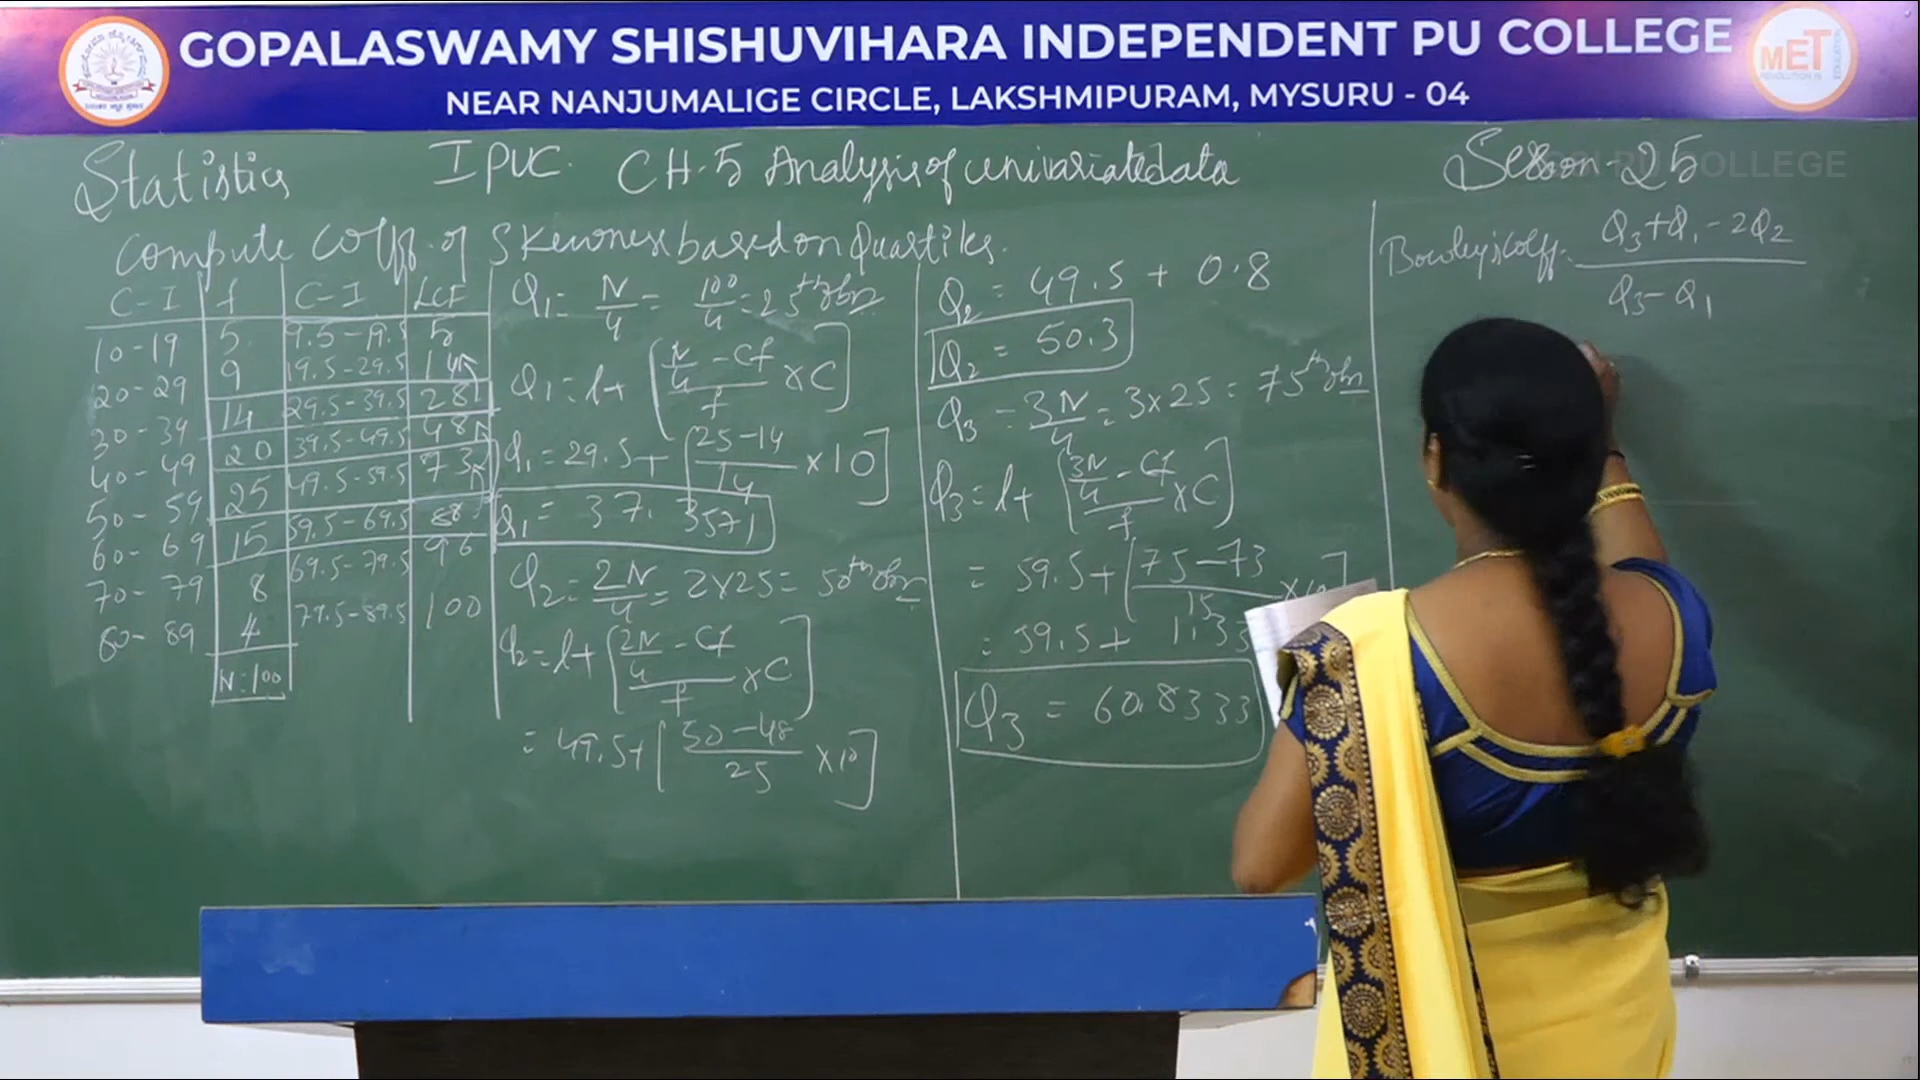 GOPALASWAMY SHISHUVIHARA INDEPENDENT PU COLLEGE
NEAR NANJUMALIGE CIRCLE, LAKSHMIPURAM, MYSURU - 04
MET
Statistics I PUC. CH.5 Analysis of univariate data Session-25
PU COLLEGE
Compute Coeff. of Skewness based on Quartiles.
C-I f C-I LCF
10-19 5 9.5-19.5 5
20-29 9 19.5-29.5 14
30-39 14 29.5-39.5 28
40-49 20 39.5-49.5 48
50-59 25 49.5-59.5 73
60-69 15 59.5-69.5 88
70-79 8 69.5-79.5 96
80-89 4 79.5-89.5 100
N=100
Q1 = N/4 = 100/4 = 25th obn
Q1 = l+ [N/4 - Cf / f × C]
Q1 = 29.5+ [25-14 / 14 × 10]
Q1 = 37.3571
Q2 = 2N/4 = 2×25 = 50th obn
Q2 = l+ [2N/4 - Cf / f × C]
= 49.5+ [50-48 / 25 × 10]
Q2 = 49.5 + 0.8
Q2 = 50.3
Q3 = 3N/4 = 3×25 = 75th obn
Q3 = l+ [3N/4 - Cf / f × C]
= 59.5+ [75-73 / 15 ×10]
= 59.5+ 1.33
Q3 = 60.8333
Bowley's Coeff. Q3+Q1-2Q2 / Q3-Q1